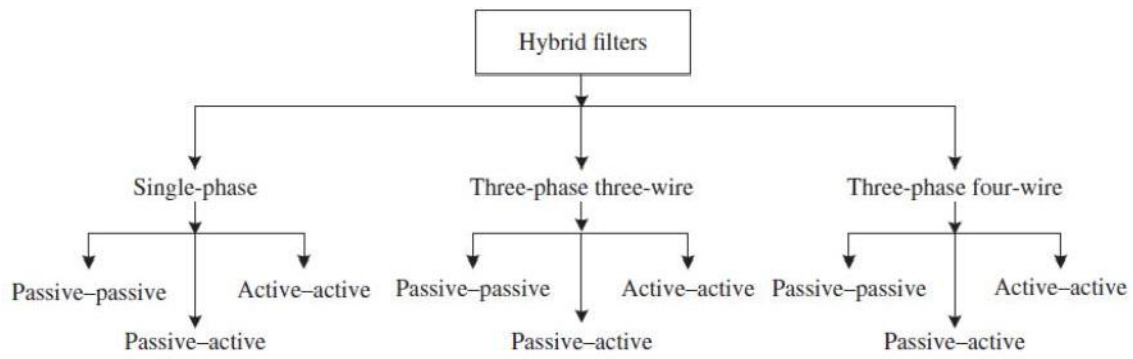 Hybrid filters
Single-phase
Three-phase three-wire
Three-phase four-wire
Passive–passive
Active–active
Passive–passive
Active–active
Passive–passive
Active–active
Passive–active
Passive–active
Passive–active